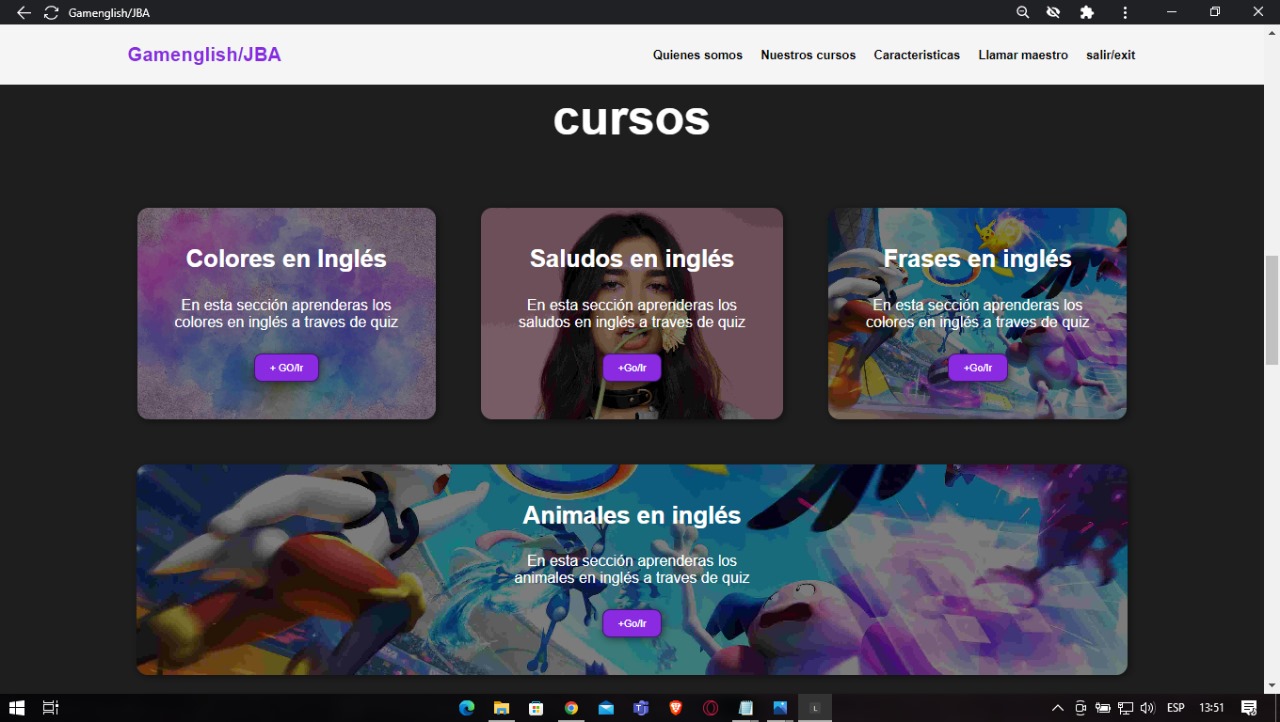 Gamenglish/JBA
Gamenglish/JBA
Quienes somos Nuestros cursos Caracteristicas Llamar maestro salir/exit
cursos
Colores en Inglés
En esta sección aprenderas los
colores en inglés a traves de quiz
+ GO/Ir
Saludos en inglés
En esta sección aprenderas los
saludos en inglés a traves de quiz
+Go/Ir
Frases en inglés
En esta sección aprenderas los
colores en inglés a traves de quiz
+Go/Ir
Animales en inglés
En esta sección aprenderas los
animales en inglés a traves de quiz
+Go/Ir
L
ESP
13:51